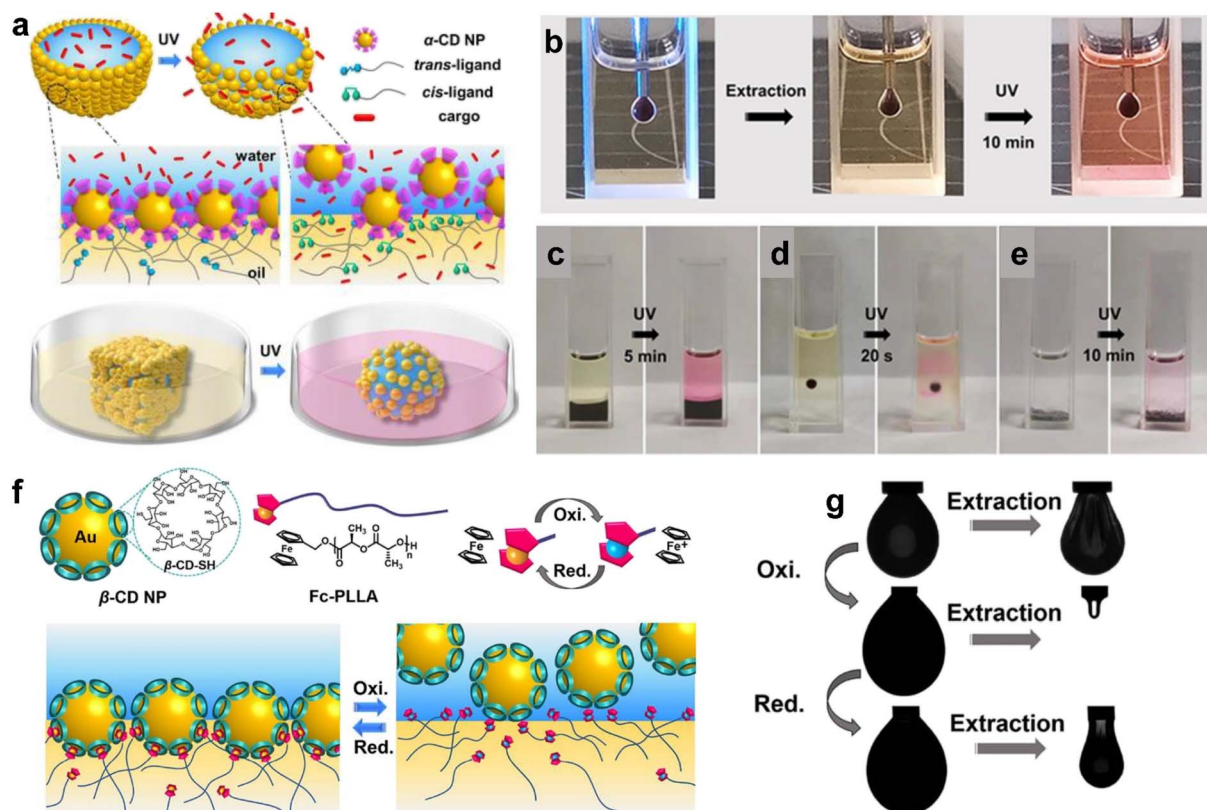 a
UV
α-CD NP
trans-ligand
cis-ligand
cargo
water
oil
UV
b
Extraction
UV
10 min
c
UV
5 min
d
UV
20 s
e
UV
10 min
f
Au
β-CD-SH
β-CD NP
Fe
O
O
CH₃
O
O
CH₃
H
n
Fc-PLLA
Fe
Oxi.
Red.
Fe+
Oxi.
Red.
g
Extraction
Oxi.
Extraction
Red.
Extraction